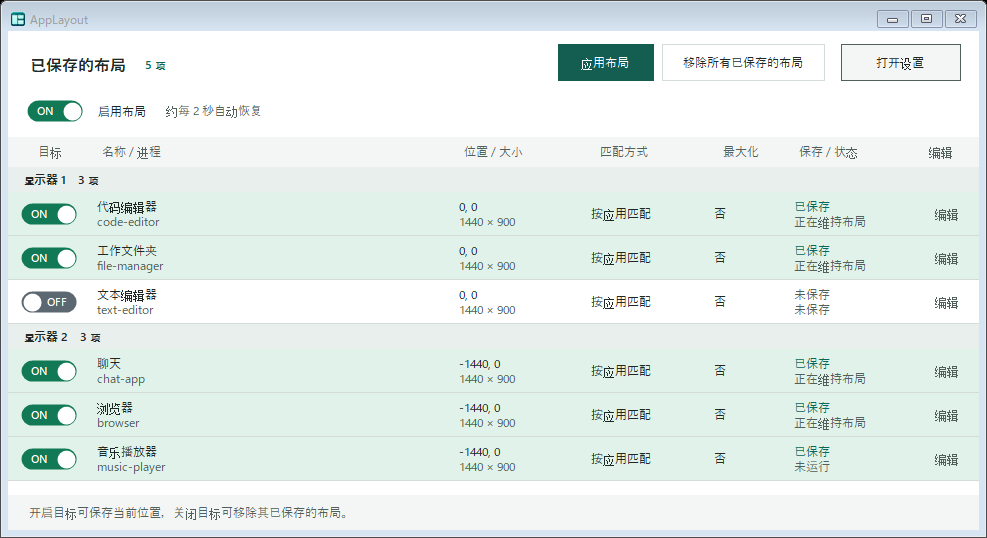 AppLayout
已保存的布局 5 项 应用布局 移除所有已保存的布局 打开设置
ON 启用布局 约每 2 秒自动恢复
目标 名称 / 进程 位置 / 大小 匹配方式 最大化 保存 / 状态 编辑
显示器 1 3 项
ON 代码编辑器 0, 0 按应用匹配 否 已保存 编辑
code-editor 1440 × 900 正在维持布局
ON 工作文件夹 0, 0 按应用匹配 否 已保存 编辑
file-manager 1440 × 900 正在维持布局
OFF 文本编辑器 0, 0 按应用匹配 否 未保存 编辑
text-editor 1440 × 900 未保存
显示器 2 3 项
ON 聊天 -1440, 0 按应用匹配 否 已保存 编辑
chat-app 1440 × 900 正在维持布局
ON 浏览器 -1440, 0 按应用匹配 否 已保存 编辑
browser 1440 × 900 正在维持布局
ON 音乐播放器 -1440, 0 按应用匹配 否 已保存 编辑
music-player 1440 × 900 未运行
开启目标可保存当前位置，关闭目标可移除其已保存的布局。